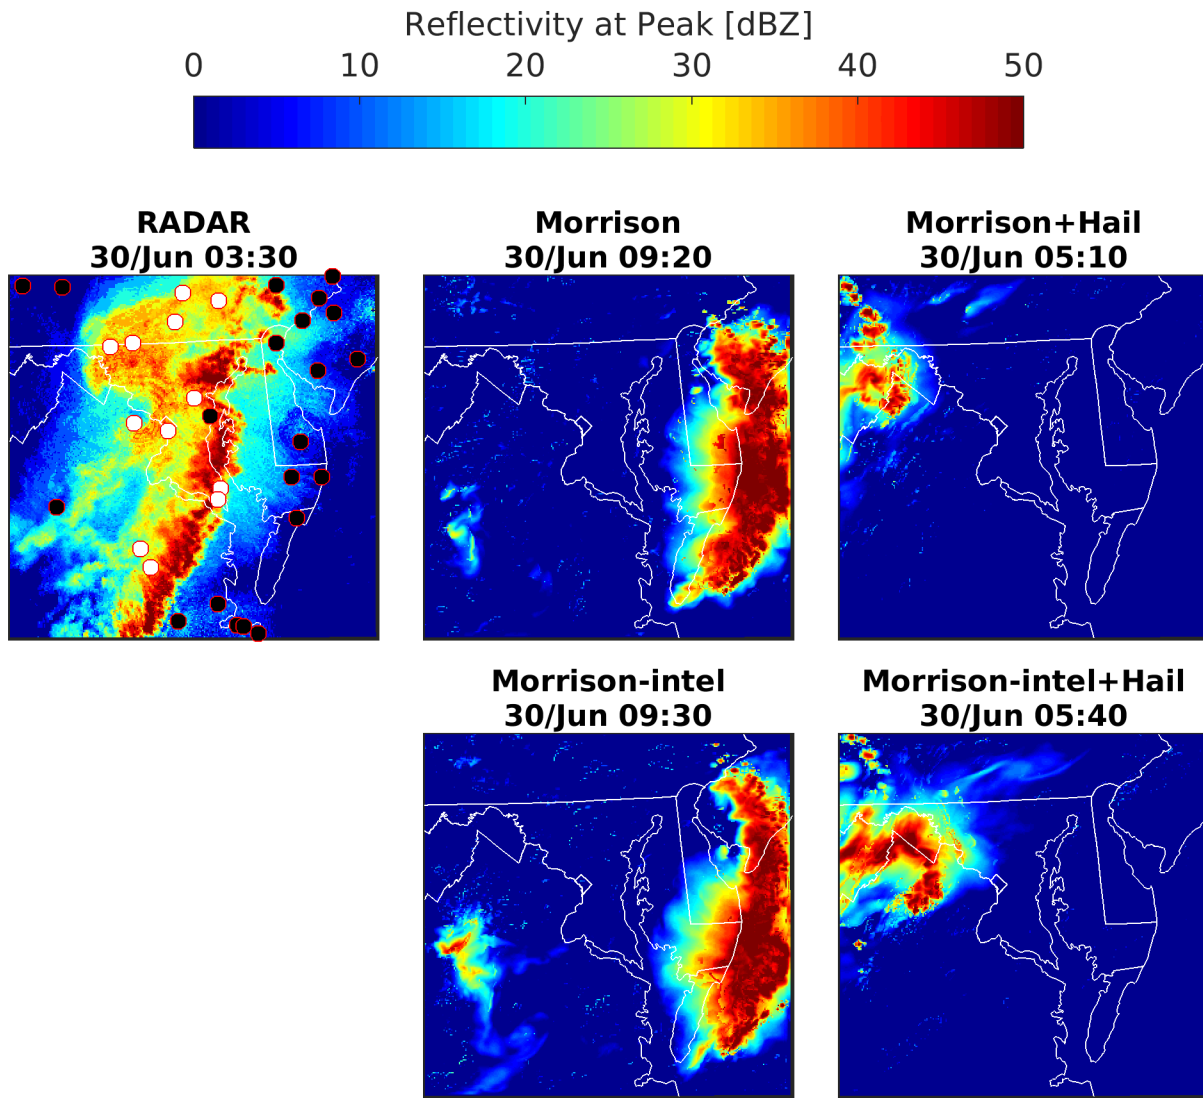 Reflectivity at Peak [dBZ]
0 10 20 30 40 50
RADAR
30/Jun 03:30
Morrison
30/Jun 09:20
Morrison+Hail
30/Jun 05:10
Morrison-intel
30/Jun 09:30
Morrison-intel+Hail
30/Jun 05:40